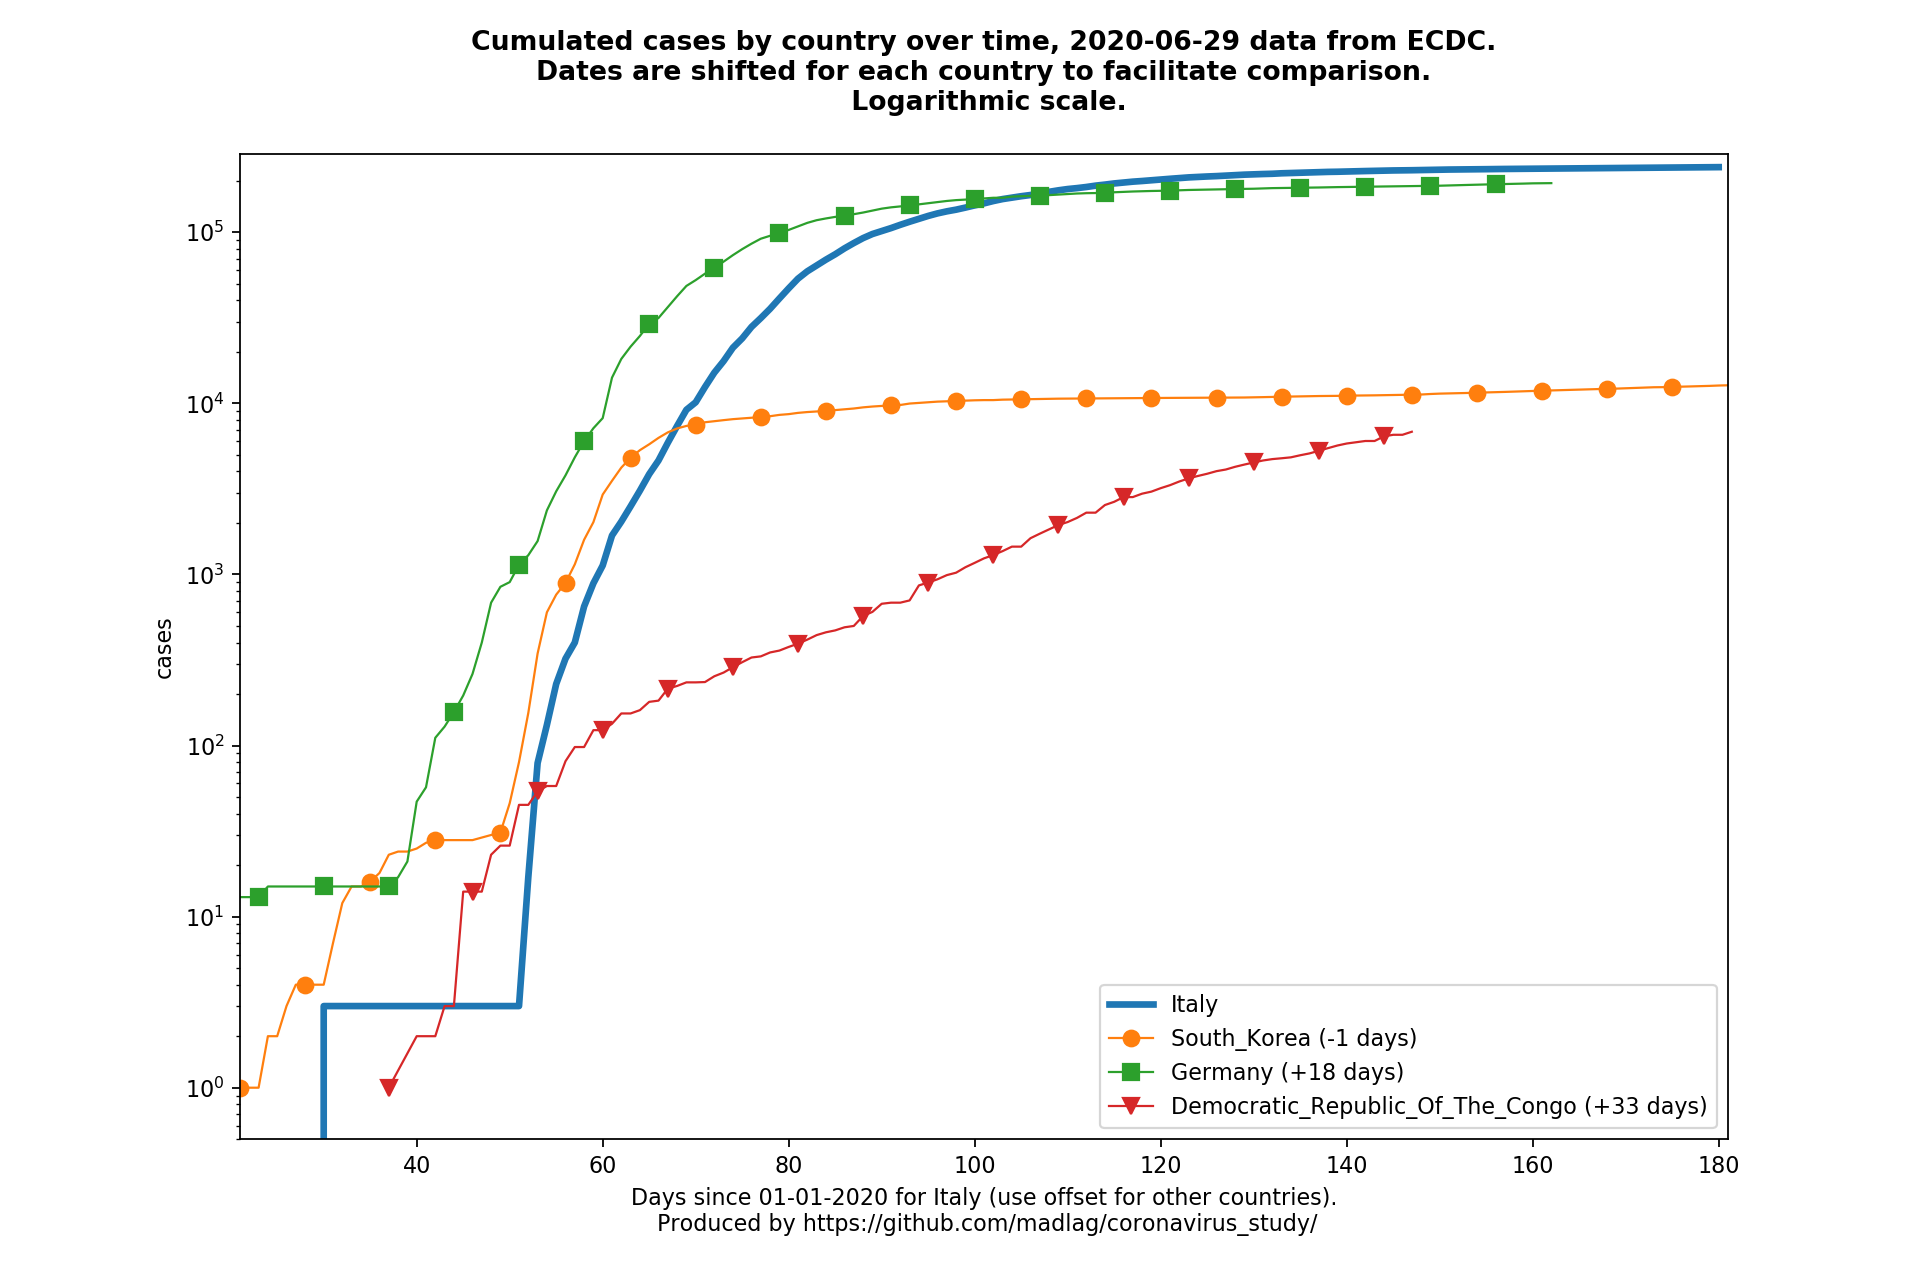 Cumulated cases by country over time, 2020-06-29 data from ECDC.
Dates are shifted for each country to facilitate comparison.
Logarithmic scale.
10^5
10^4
10^3
10^2
10^1
10^0
cases
Italy
South_Korea (-1 days)
Germany (+18 days)
Democratic_Republic_Of_The_Congo (+33 days)
40 60 80 100 120 140 160 180
Days since 01-01-2020 for Italy (use offset for other countries).
Produced by https://github.com/madlag/coronavirus_study/